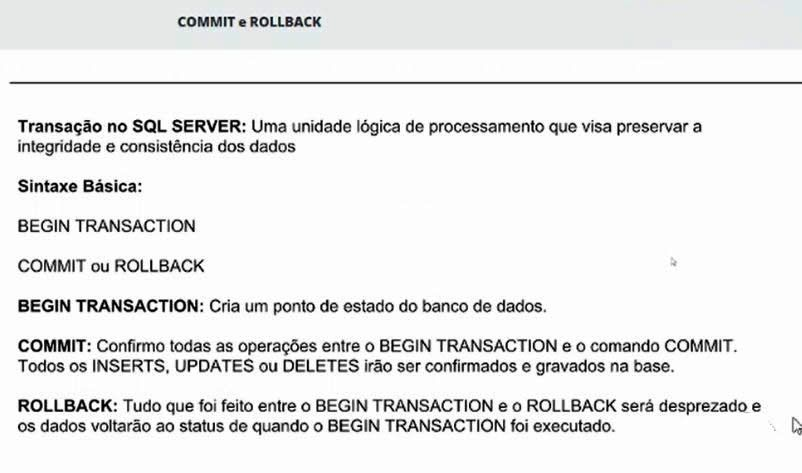 COMMIT e ROLLBACK
Transação no SQL SERVER: Uma unidade lógica de processamento que visa preservar a
integridade e consistência dos dados
Sintaxe Básica:
BEGIN TRANSACTION
COMMIT ou ROLLBACK
BEGIN TRANSACTION: Cria um ponto de estado do banco de dados.
COMMIT: Confirmo todas as operações entre o BEGIN TRANSACTION e o comando COMMIT.
Todos os INSERTS, UPDATES ou DELETES irão ser confirmados e gravados na base.
ROLLBACK: Tudo que foi feito entre o BEGIN TRANSACTION e o ROLLBACK será desprezado e
os dados voltarão ao status de quando o BEGIN TRANSACTION foi executado.